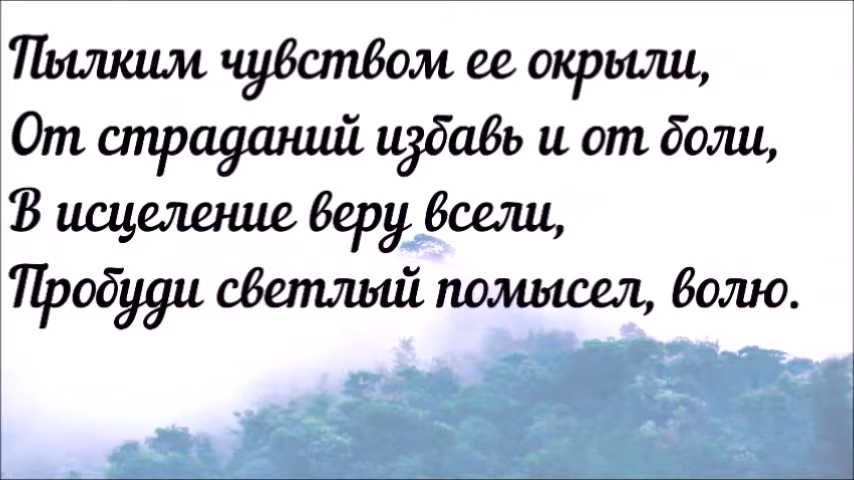 Пылким чувством ее окрыли,
От страданий избавь и от боли,
В исцеление веру всели,
Пробуди светлый помысел, волю.